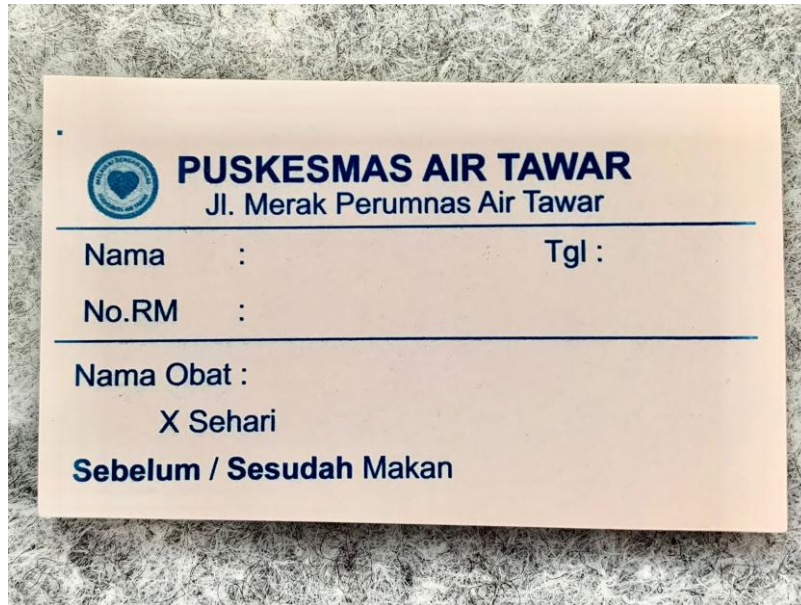 PUSKESMAS AIR TAWAR
Jl. Merak Perumnas Air Tawar
Nama : Tgl :
No.RM :
Nama Obat :
X Sehari
Sebelum / Sesudah Makan